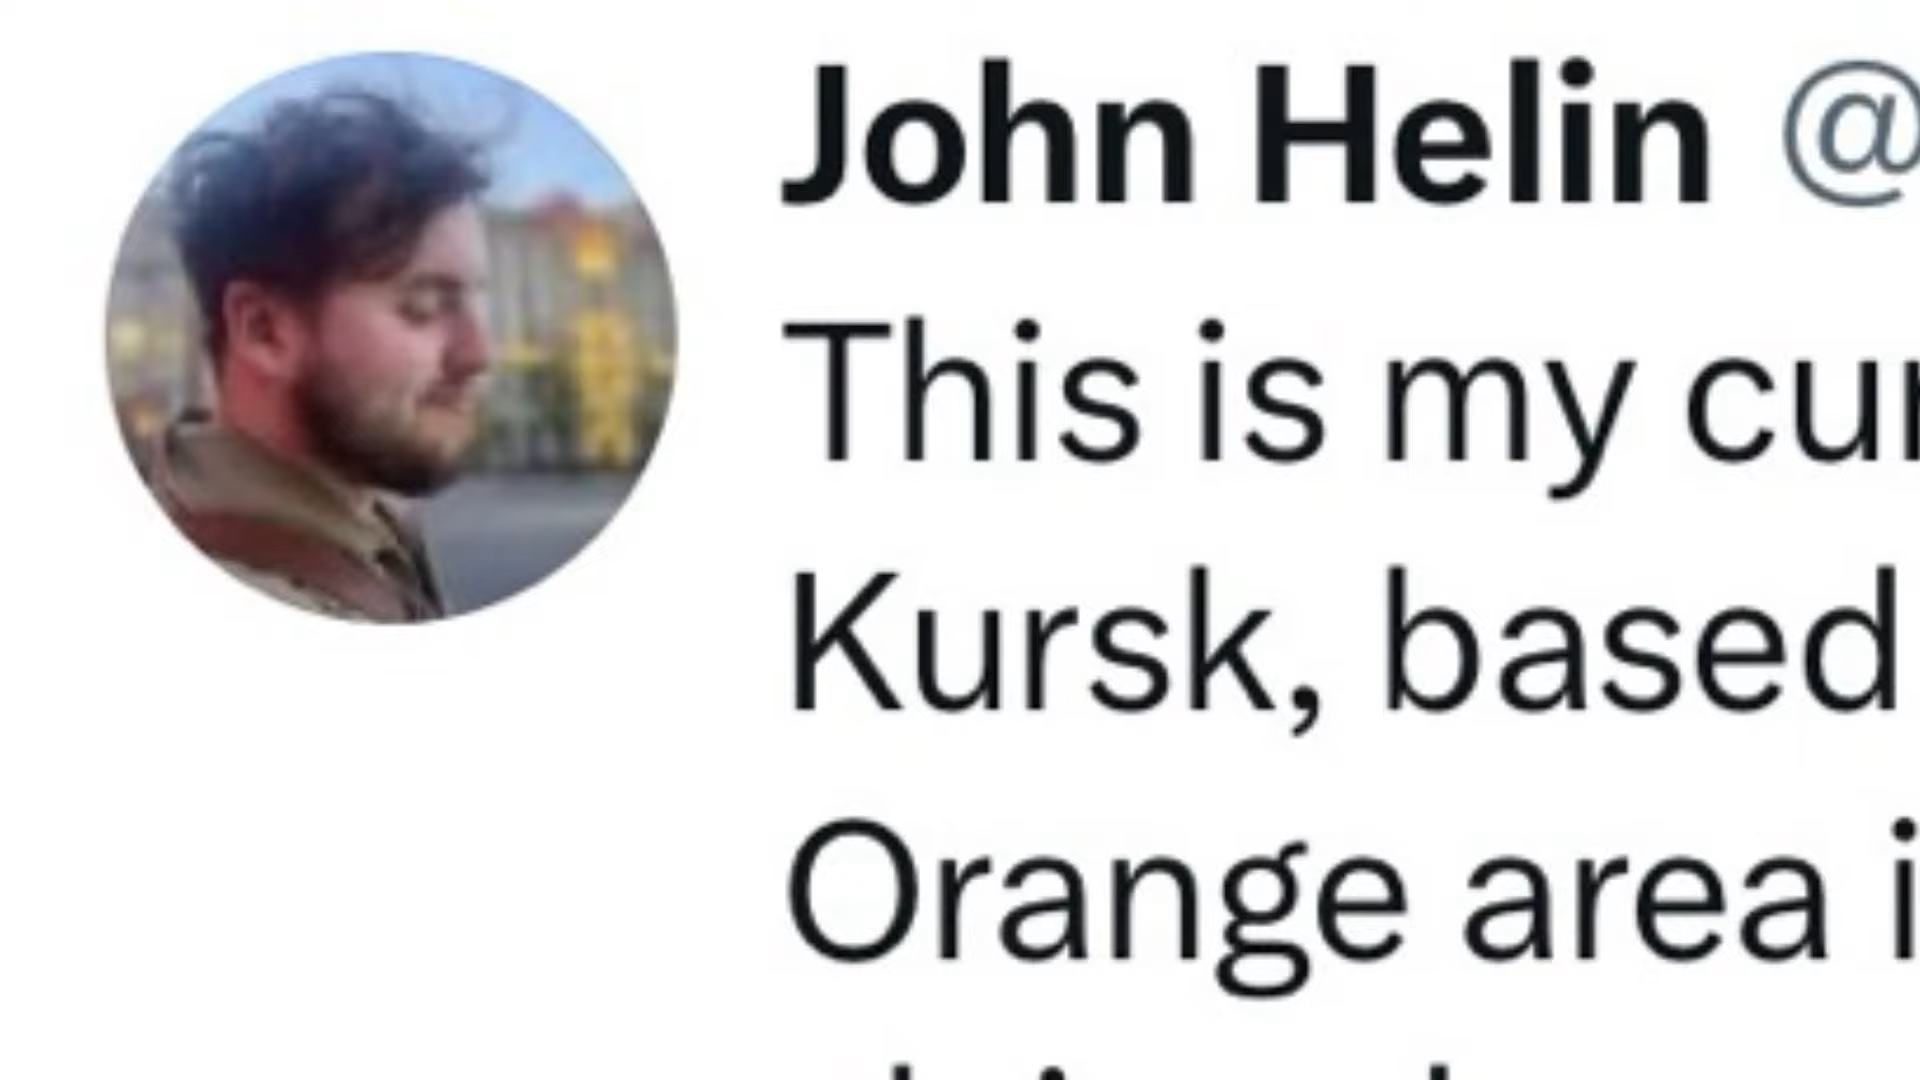 John Helin @
This is my
Kursk, based
Orange area